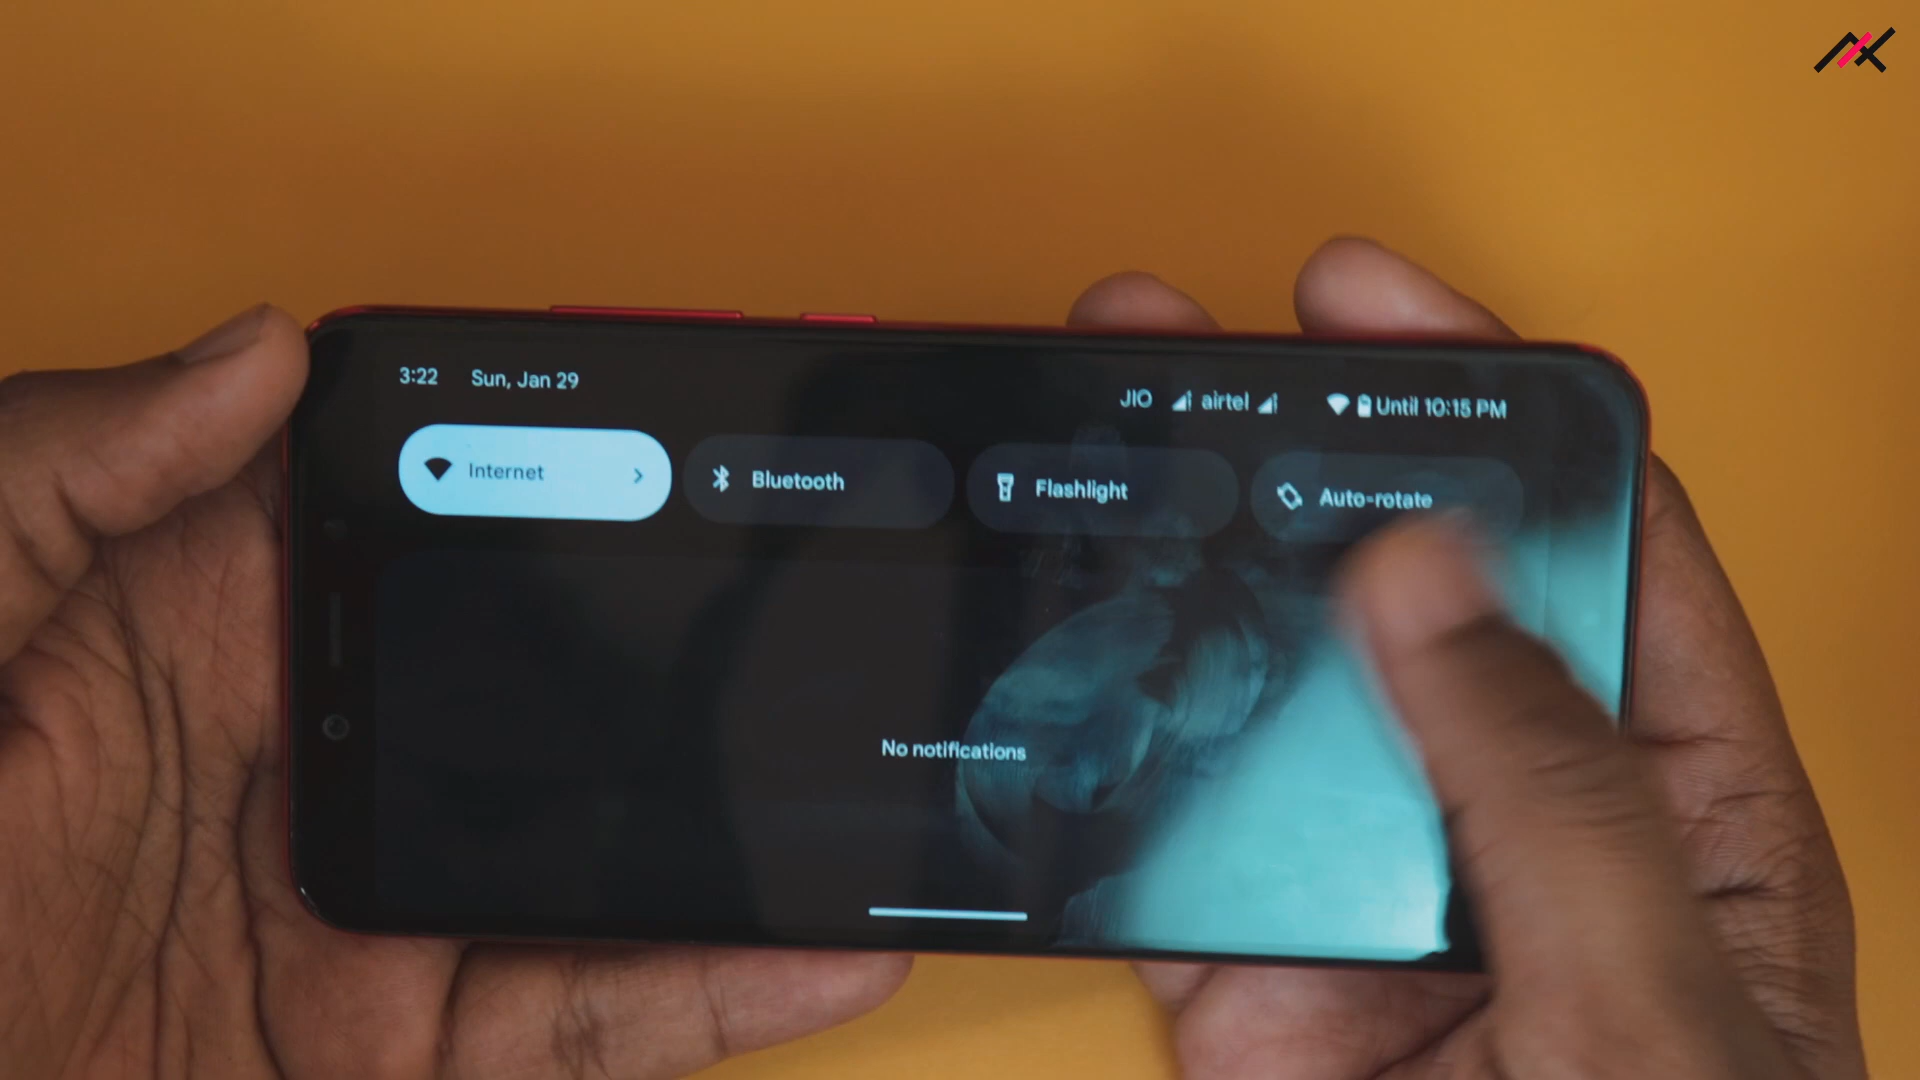 3:22 Sun, Jan 29
JIO airtel Until 10:15 PM
Internet
Bluetooth
Flashlight
Auto-rotate
No notifications